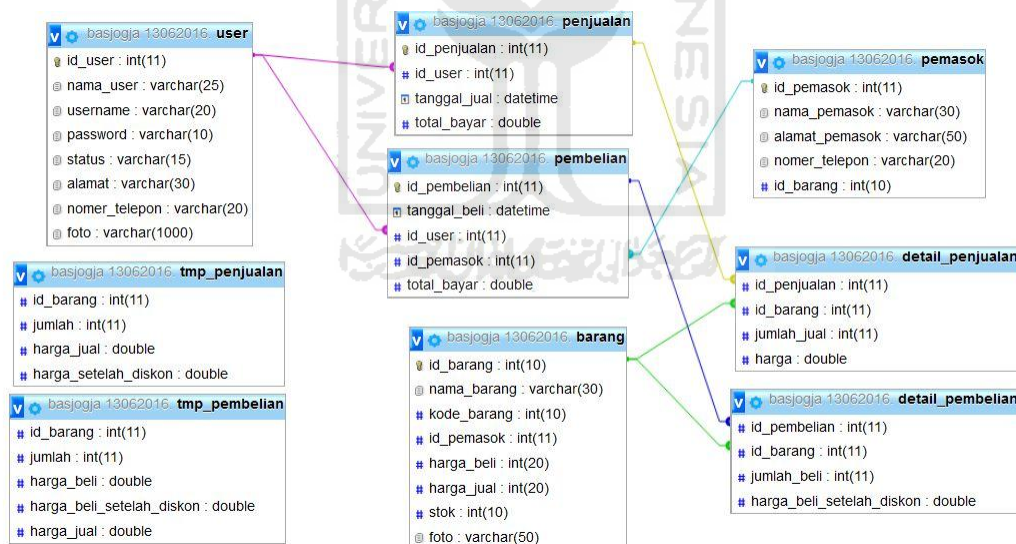 basjogja 13062016. user
id_user : int(11)
nama_user : varchar(25)
username : varchar(20)
password : varchar(10)
status : varchar(15)
alamat : varchar(30)
nomer_telepon : varchar(20)
foto : varchar(1000)
basjogja 13062016. tmp_penjualan
id_barang : int(11)
jumlah : int(11)
harga_jual : double
harga_setelah_diskon : double
basjogja 13062016. tmp_pembelian
id_barang : int(11)
jumlah : int(11)
harga_beli : double
harga_beli_setelah_diskon : double
harga_jual : double
basjogja 13062016. penjualan
id_penjualan : int(11)
id_user : int(11)
tanggal_jual : datetime
total_bayar : double
basjogja 13062016. pembelian
id_pembelian : int(11)
tanggal_beli : datetime
id_user : int(11)
id_pemasok : int(11)
total_bayar : double
basjogja 13062016. barang
id_barang : int(10)
nama_barang : varchar(30)
kode_barang : int(10)
id_pemasok : int(11)
harga_beli : int(20)
harga_jual : int(20)
stok : int(10)
foto : varchar(50)
basjogja 13062016. pemasok
id_pemasok : int(11)
nama_pemasok : varchar(30)
alamat_pemasok : varchar(50)
nomer_telepon : varchar(20)
id_barang : int(10)
basjogja 13062016. detail_penjualan
id_penjualan : int(11)
id_barang : int(11)
jumlah_jual : int(11)
harga : double
basjogja 13062016. detail_pembelian
id_pembelian : int(11)
id_barang : int(11)
jumlah_beli : int(11)
harga_beli_setelah_diskon : double